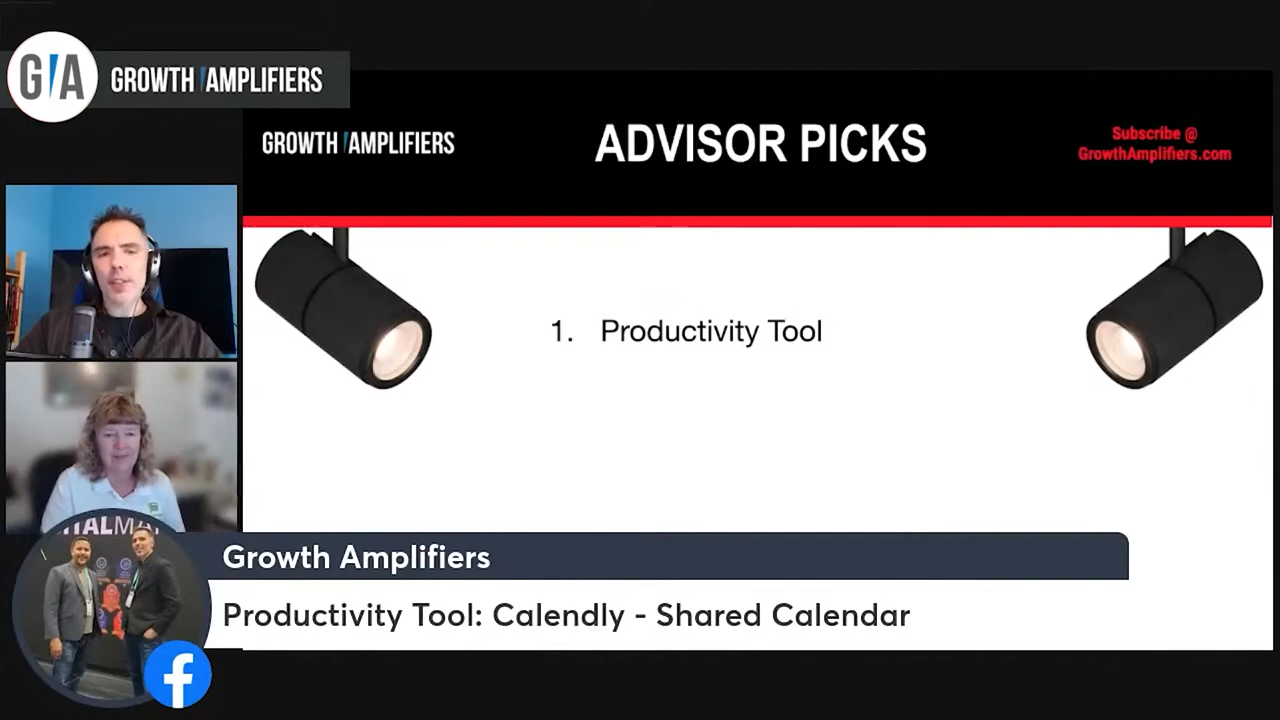 G/A GROWTH AMPLIFIERS
GROWTH AMPLIFIERS
ADVISOR PICKS
Subscribe @
GrowthAmplifiers.com
1. Productivity Tool
Growth Amplifiers
Productivity Tool: Calendly - Shared Calendar